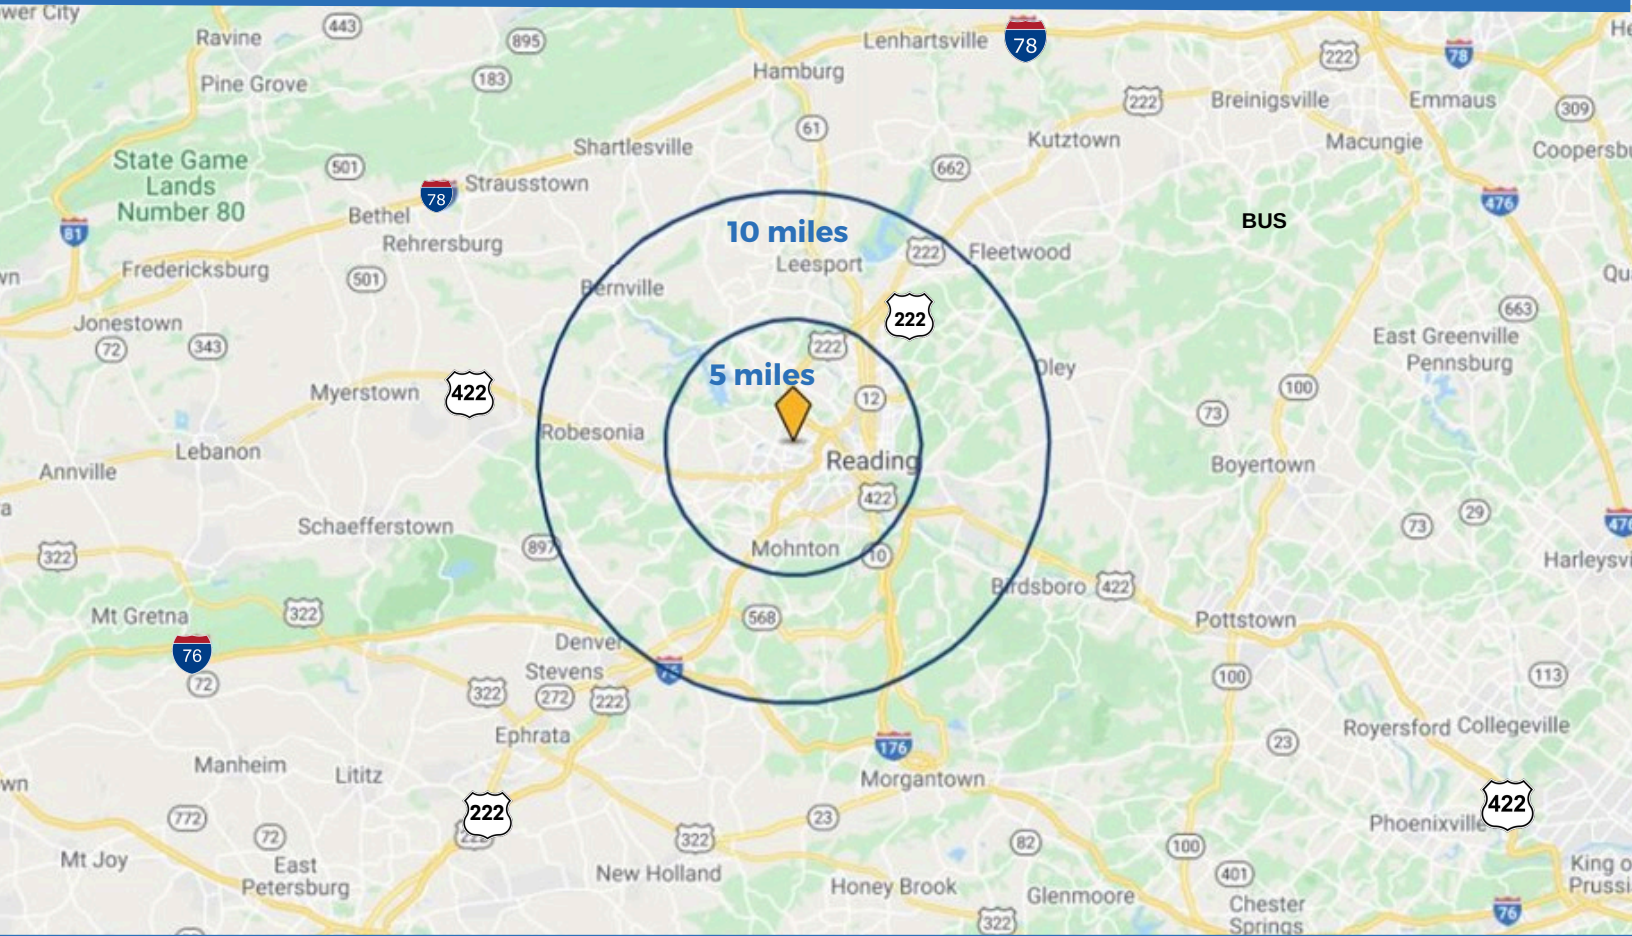 wer City
Ravine
443
895
Lenhartsville
78
222
78
He
Pine Grove
183
Hamburg
222
Breinigsville
Emmaus
309
61
Kutztown
Macungie
Coopersbu
State Game
Lands
Number 80
501
Shartlesville
662
78
Strausstown
476
81
Bethel
Rehrersburg
10 miles
BUS
wn
Fredericksburg
501
Leesport
222
Fleetwood
Qua
Bernville
222
663
Jonestown
72
343
222
East Greenville
Pennsburg
5 miles
Oley
Myerstown
422
12
100
73
Robesonia
Lebanon
Reading
Boyertown
Annville
422
a
Schaefferstown
73
29
476
322
897
Mohnton
10
Harleysvi
Birdsboro
422
Mt Gretna
322
568
Pottstown
76
72
Denver
Stevens
76
322
272
222
100
113
Ephrata
176
Royersford
Collegeville
23
Manheim
Lititz
Morgantown
wn
222
222
422
772
72
322
23
Phoenixville
82
100
Mt Joy
East
Petersburg
New Holland
Honey Brook
Glenmoore
401
King o
Prussi
Chester
Springs
322
76